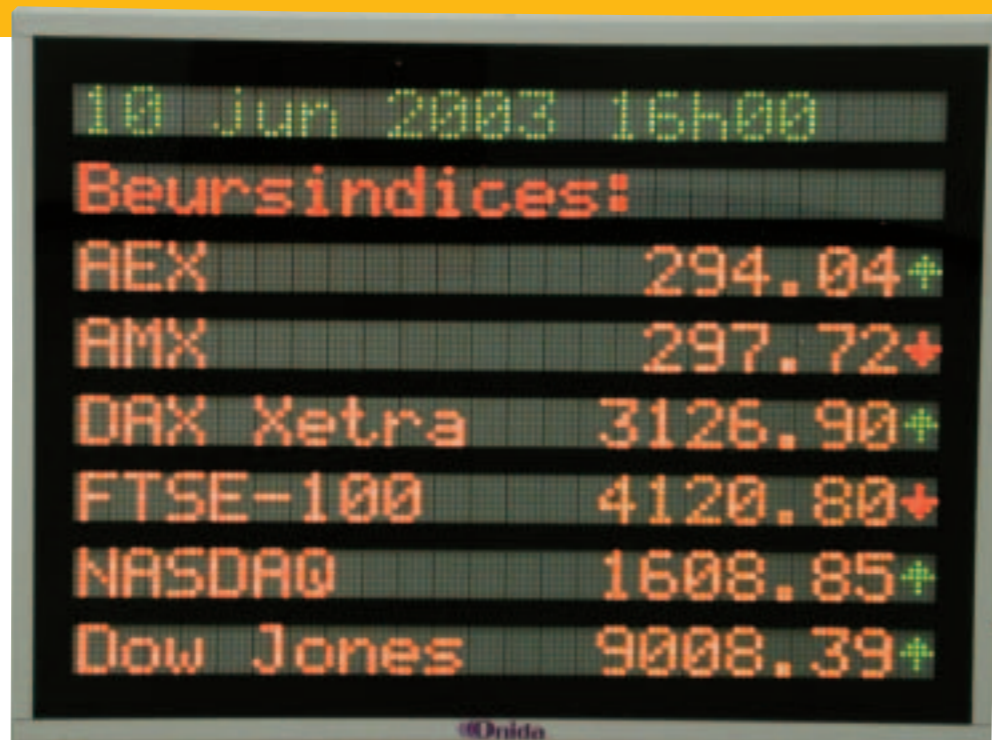 10 Jun 2003 16h00
Beursindices:
AEX 294.04↑
AMX 297.72↓
DAX Xetra 3126.90↑
FTSE-100 4120.80↓
NASDAQ 1608.85↑
Dow Jones 9008.39↑
Onida